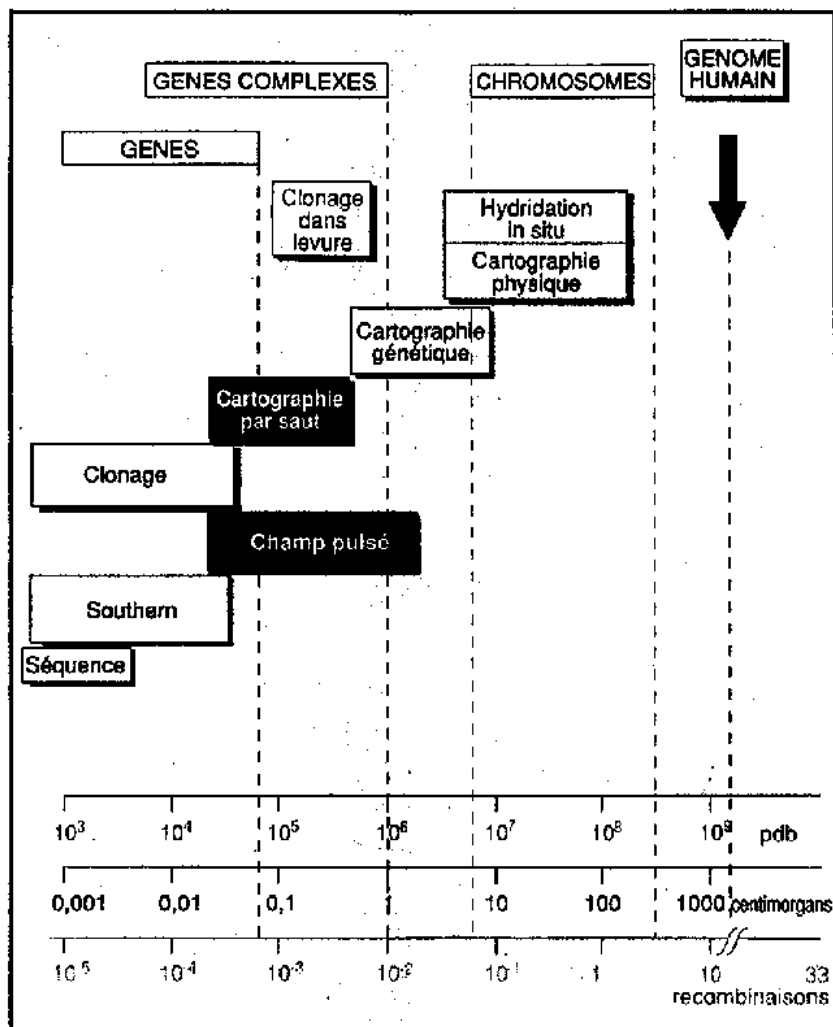 GENES COMPLEXES
CHROMOSOMES
GENOME
HUMAIN
GENES
Clonage
dans
levure
Hydridation
in situ
Cartographie
physique
Cartographie
génétique
Cartographie
par saut
Clonage
Champ pulsé
Southern
Séquence
10³ 10⁴ 10⁵ 10⁶ 10⁷ 10⁸ 10⁹ pdb
0,001 0,01 0,1 1 10 100 1000 centimorgans
10⁻⁵ 10⁻⁴ 10⁻³ 10⁻² 10⁻¹ 1 10 33
recombinaisons